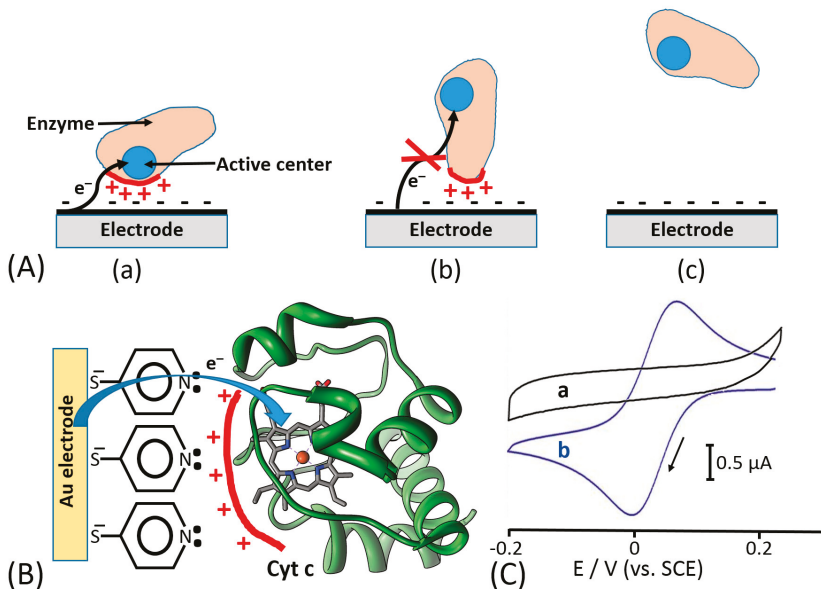 Enzyme
Active center
e⁻
+ + + + +
- - - - - - - -
Electrode
(A)
(a)
e⁻
+ + + + +
- - - - - - - -
Electrode
(b)
- - - - - - - -
Electrode
(c)
Au electrode
S⁻
N:
e⁻
S⁻
N:
S⁻
N:
+ + + + + +
Cyt c
(B)
a
b
0.5 µA
-0.2 0 0.2
E / V (vs. SCE)
(C)